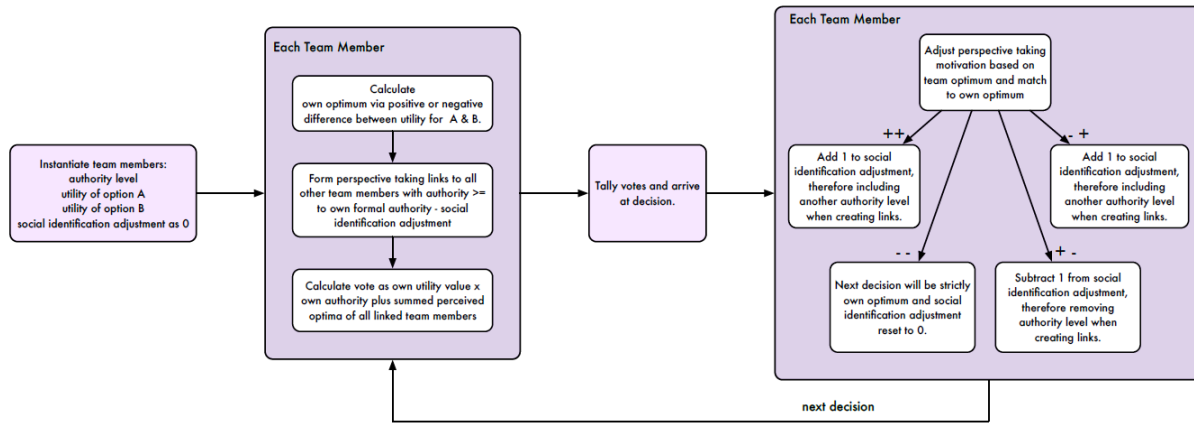 Instantiate team members:
authority level
utility of option A
utility of option B
social identification adjustment as 0
Each Team Member
Calculate
own optimum via positive or negative
difference between utility for A & B.
Form perspective taking links to all
other team members with authority >=
to own formal authority - social
identification adjustment
Calculate vote as own utility value x
own authority plus summed perceived
optima of all linked team members
Tally votes and arrive
at decision.
Each Team Member
Adjust perspective taking
motivation based on
team optimum and match
to own optimum
++
Add 1 to social
identification adjustment,
therefore including
another authority level
when creating links.
- +
Add 1 to social
identification adjustment,
therefore including
another authority level
when creating links.
- -
Next decision will be strictly
own optimum and social
identification adjustment
reset to 0.
+ -
Subtract 1 from social
identification adjustment,
therefore removing
authority level when
creating links.
next decision